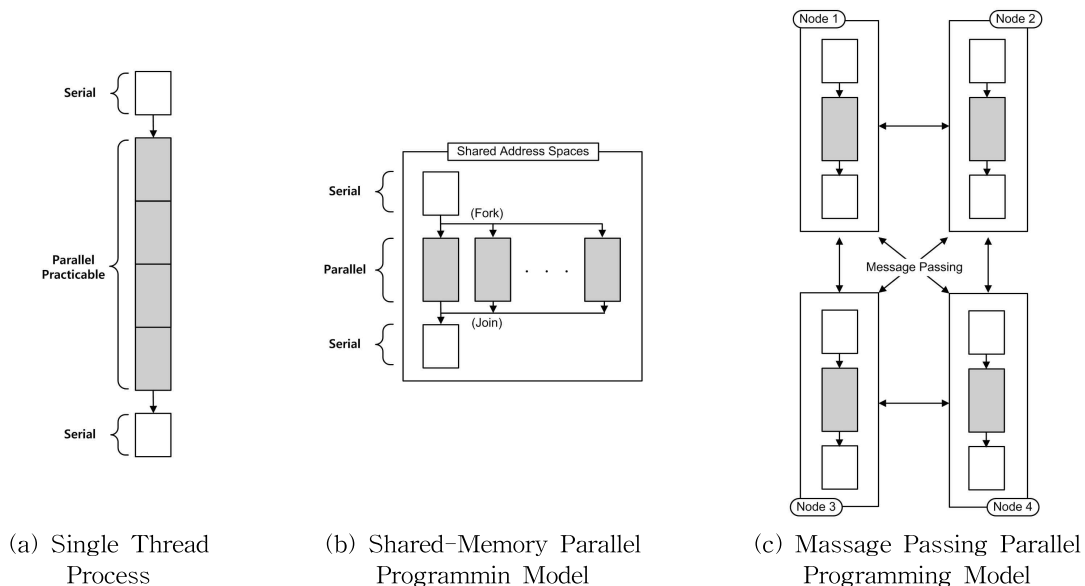 Serial
Parallel
Practicable
Serial
(a) Single Thread
Process
Shared Address Spaces
Serial
(Fork)
Parallel
. . .
(Join)
Serial
(b) Shared-Memory Parallel
Programmin Model
Node 1
Node 2
Message Passing
Node 3
Node 4
(c) Massage Passing Parallel
Programming Model